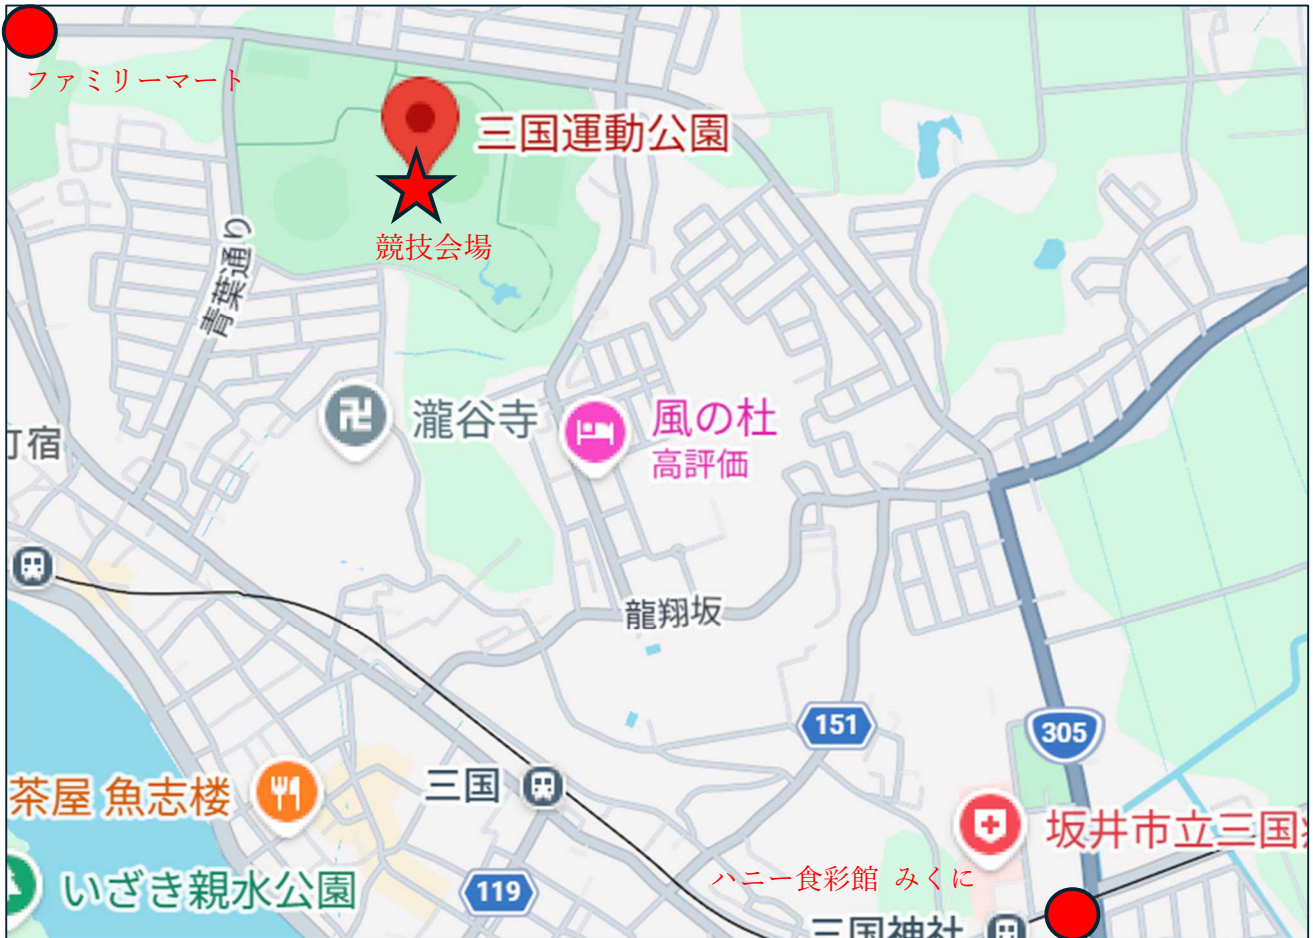 ファミリーマート
三国運動公園
競技会場
青葉通り
瀧谷寺
風の杜
高評価
町宿
龍翔坂
151
305
三国
茶屋 魚志楼
坂井市立三国
いざき親水公園
119
ハニー食彩館 みくに
三国神社